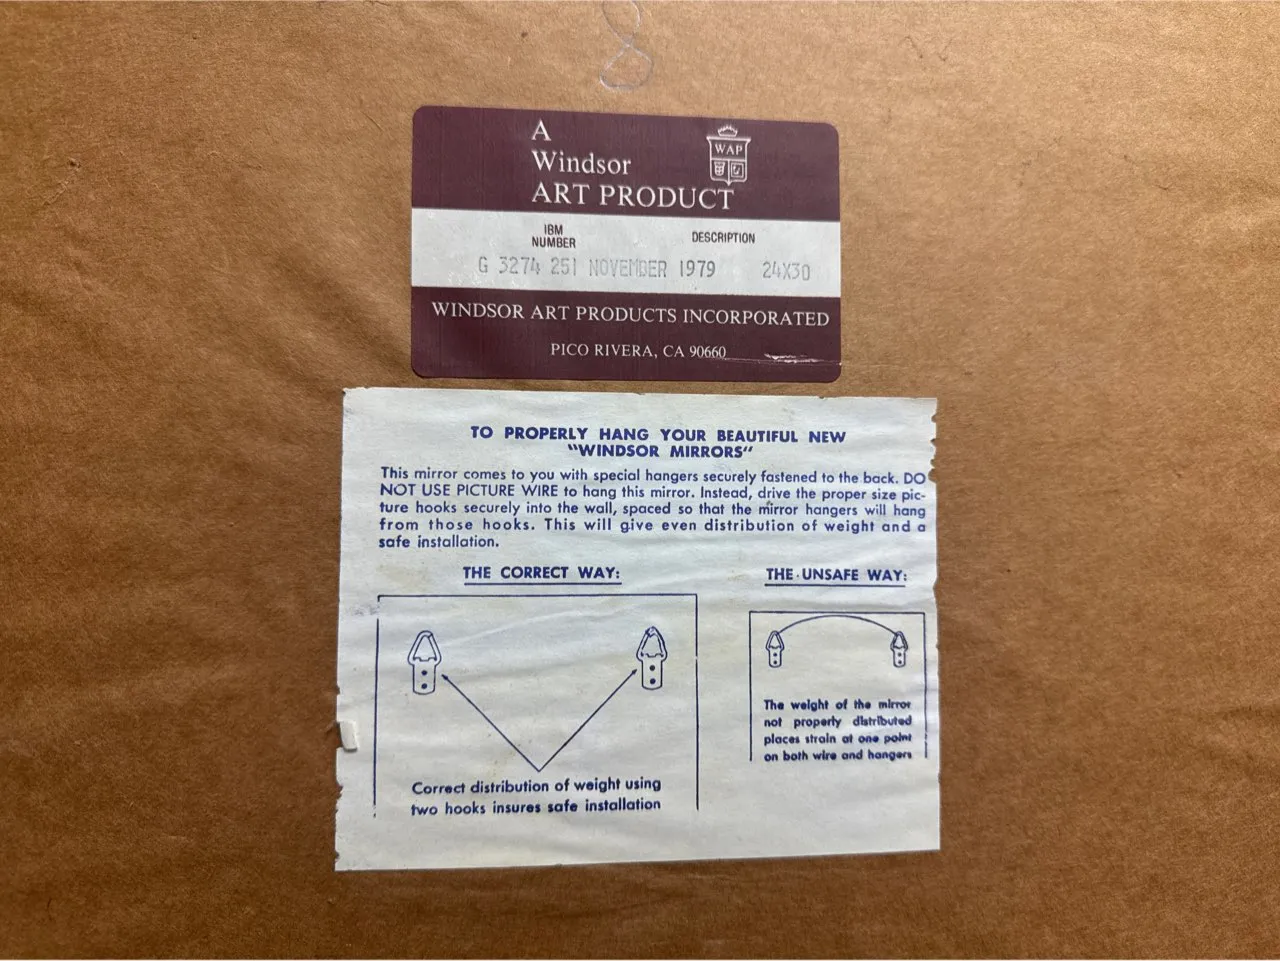 8
A
Windsor
ART PRODUCT
WAP
IBM
NUMBER
DESCRIPTION
G 3274 251 NOVEMBER 1979 24X30
WINDSOR ART PRODUCTS INCORPORATED
PICO RIVERA, CA 90660
TO PROPERLY HANG YOUR BEAUTIFUL NEW
"WINDSOR MIRRORS"
This mirror comes to you with special hangers securely fastened to the back. DO
NOT USE PICTURE WIRE to hang this mirror. Instead, drive the proper size pic-
ture hooks securely into the wall, spaced so that the mirror hangers will hang
from those hooks. This will give even distribution of weight and a
safe installation.
THE CORRECT WAY:
Correct distribution of weight using
two hooks insures safe installation
THE UNSAFE WAY:
The weight of the mirror
not properly distributed
places strain at one point
on both wire and hangers